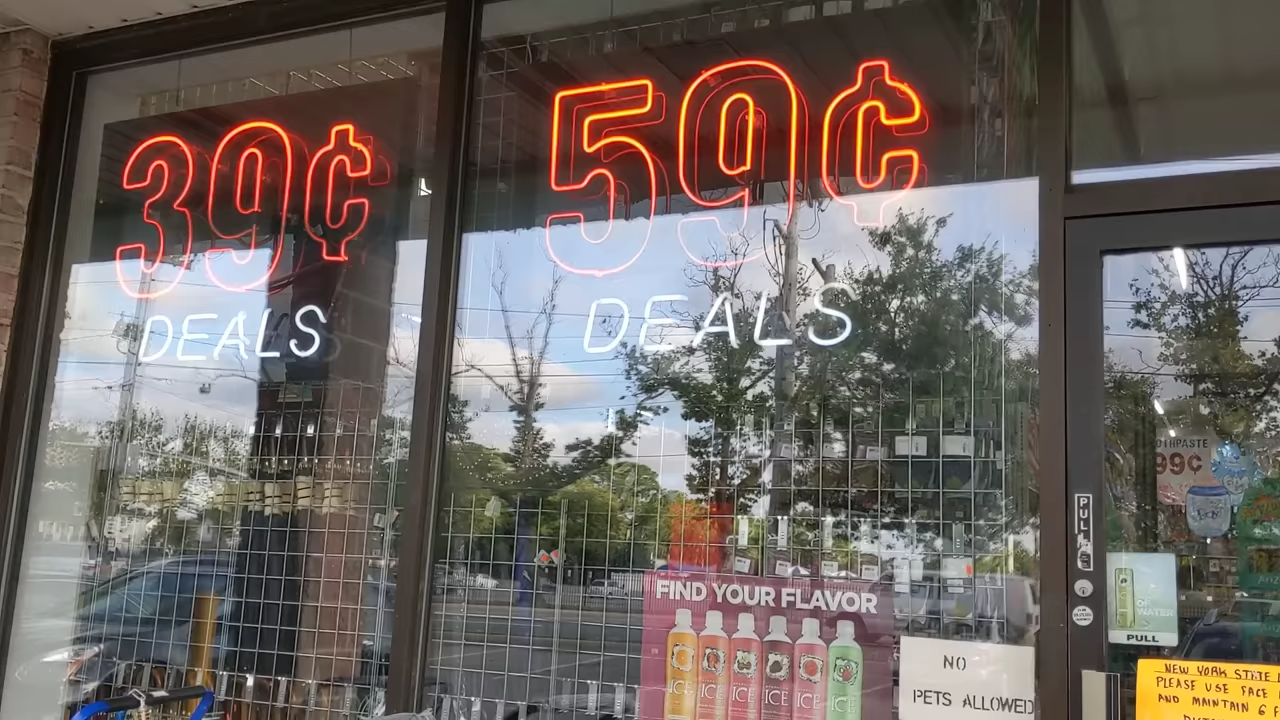 39¢
DEALS
59¢
DEALS
FIND YOUR FLAVOR
ICE
ICE
ICE
ICE
ICE
NO
PETS ALLOWED
PULL
99¢
WATER
PULL
NEW YORK STATE
PLEASE USE FACE
AND MAINTAIN 6 F